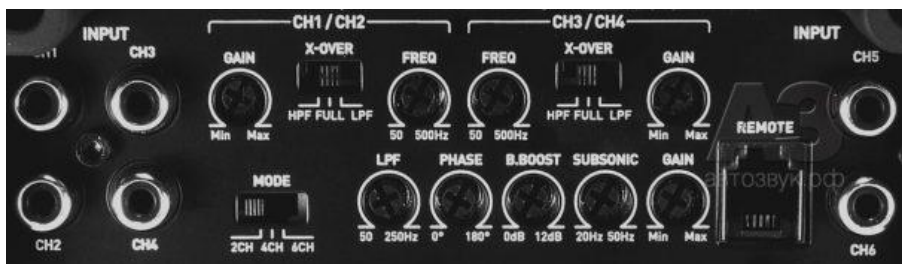 CH1 / CH2
CH3 / CH4
INPUT
INPUT
CH1
CH3
GAIN
X-OVER
FREQ
FREQ
X-OVER
GAIN
CH5
HPF FULL LPF
HPF FULL LPF
Min Max
50 500Hz
50 500Hz
Min Max
REMOTE
АЗ
автозвук.рф
MODE
LPF
PHASE
B.BOOST
SUBSONIC
GAIN
2CH 4CH 6CH
50 250Hz
0° 180°
0dB 12dB
20Hz 50Hz
Min Max
CH2
CH4
CH6